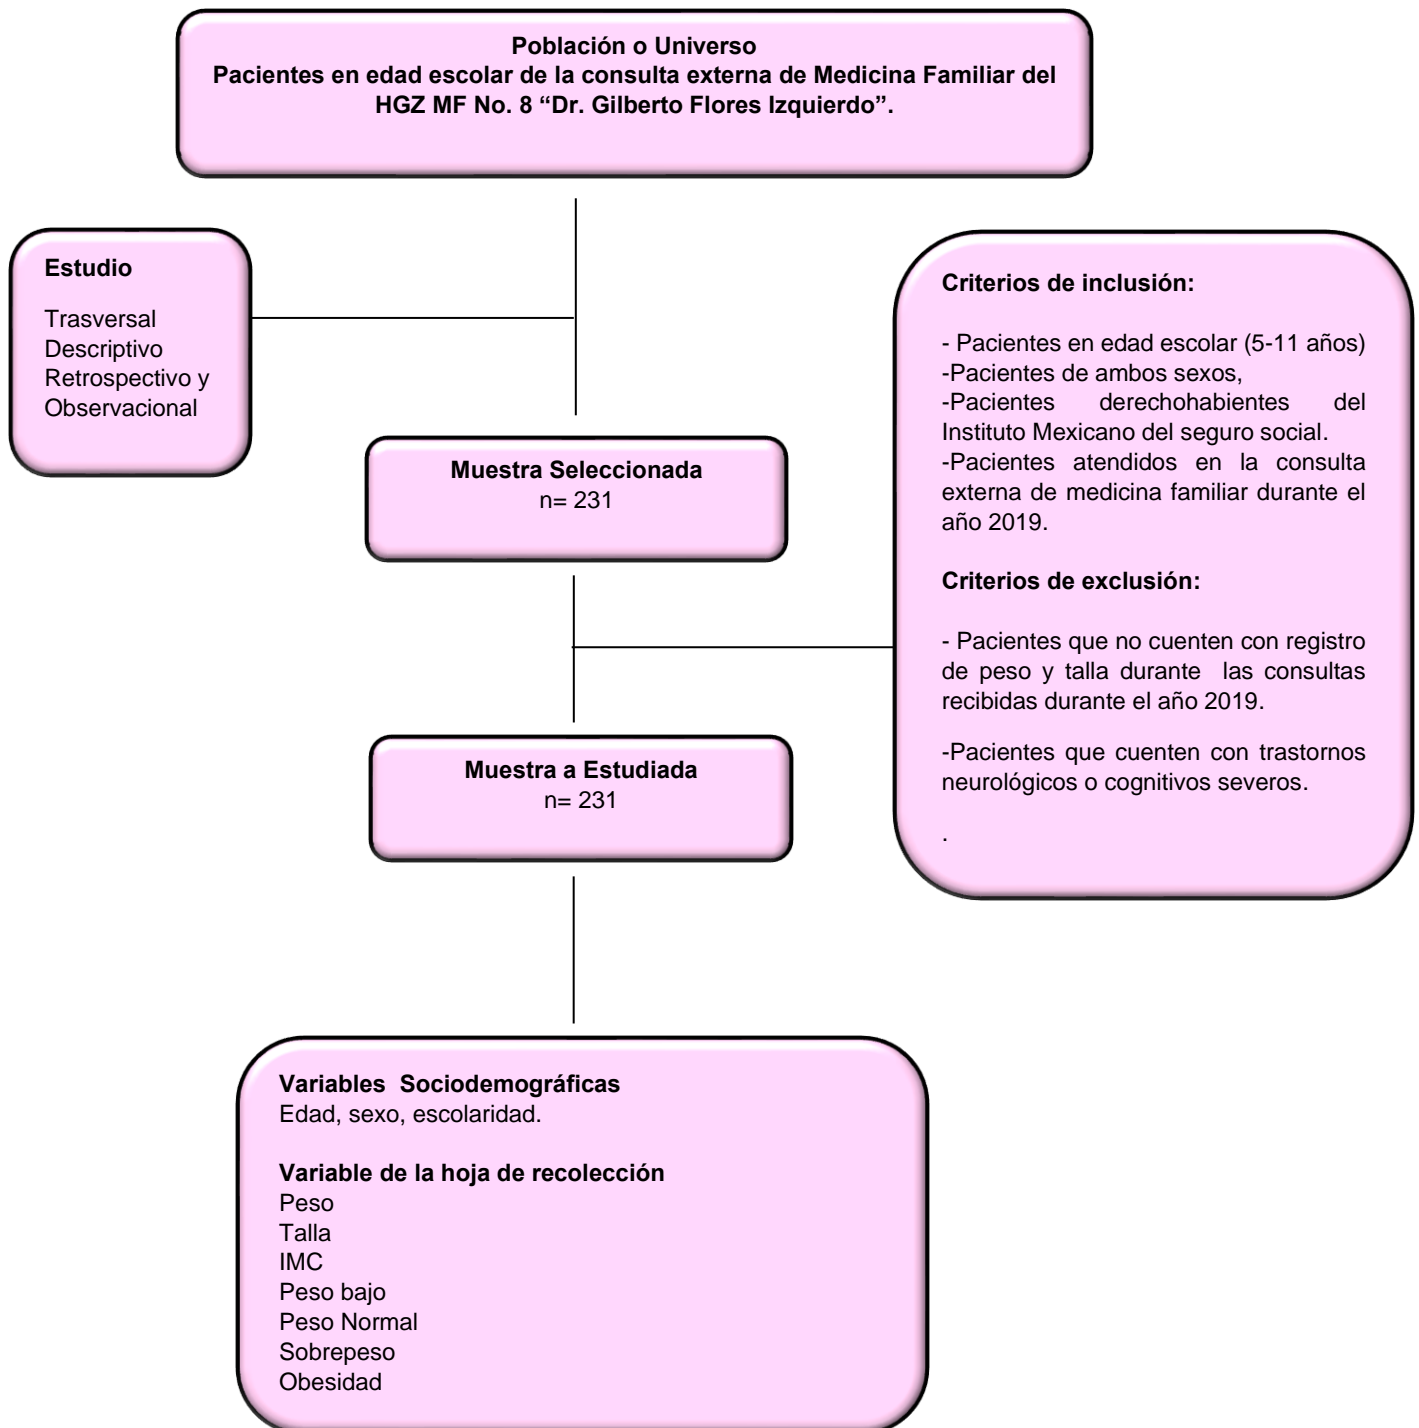 Población o Universo
Pacientes en edad escolar de la consulta externa de Medicina Familiar del
HGZ MF No. 8 “Dr. Gilberto Flores Izquierdo”.
Estudio
Trasversal
Descriptivo
Retrospectivo y
Observacional
Criterios de inclusión:
- Pacientes en edad escolar (5-11 años)
-Pacientes de ambos sexos,
-Pacientes derechohabientes del
Instituto Mexicano del seguro social.
-Pacientes atendidos en la consulta
externa de medicina familiar durante el
año 2019.
Criterios de exclusión:
- Pacientes que no cuenten con registro
de peso y talla durante las consultas
recibidas durante el año 2019.
-Pacientes que cuenten con trastornos
neurológicos o cognitivos severos.
.
Muestra Seleccionada
n= 231
Muestra a Estudiada
n= 231
Variables Sociodemográficas
Edad, sexo, escolaridad.
Variable de la hoja de recolección
Peso
Talla
IMC
Peso bajo
Peso Normal
Sobrepeso
Obesidad